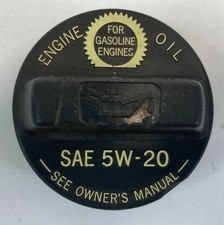 ENGINE OIL
FOR
GASOLINE
ENGINES
SAE 5W-20
—SEE OWNER'S MANUAL—